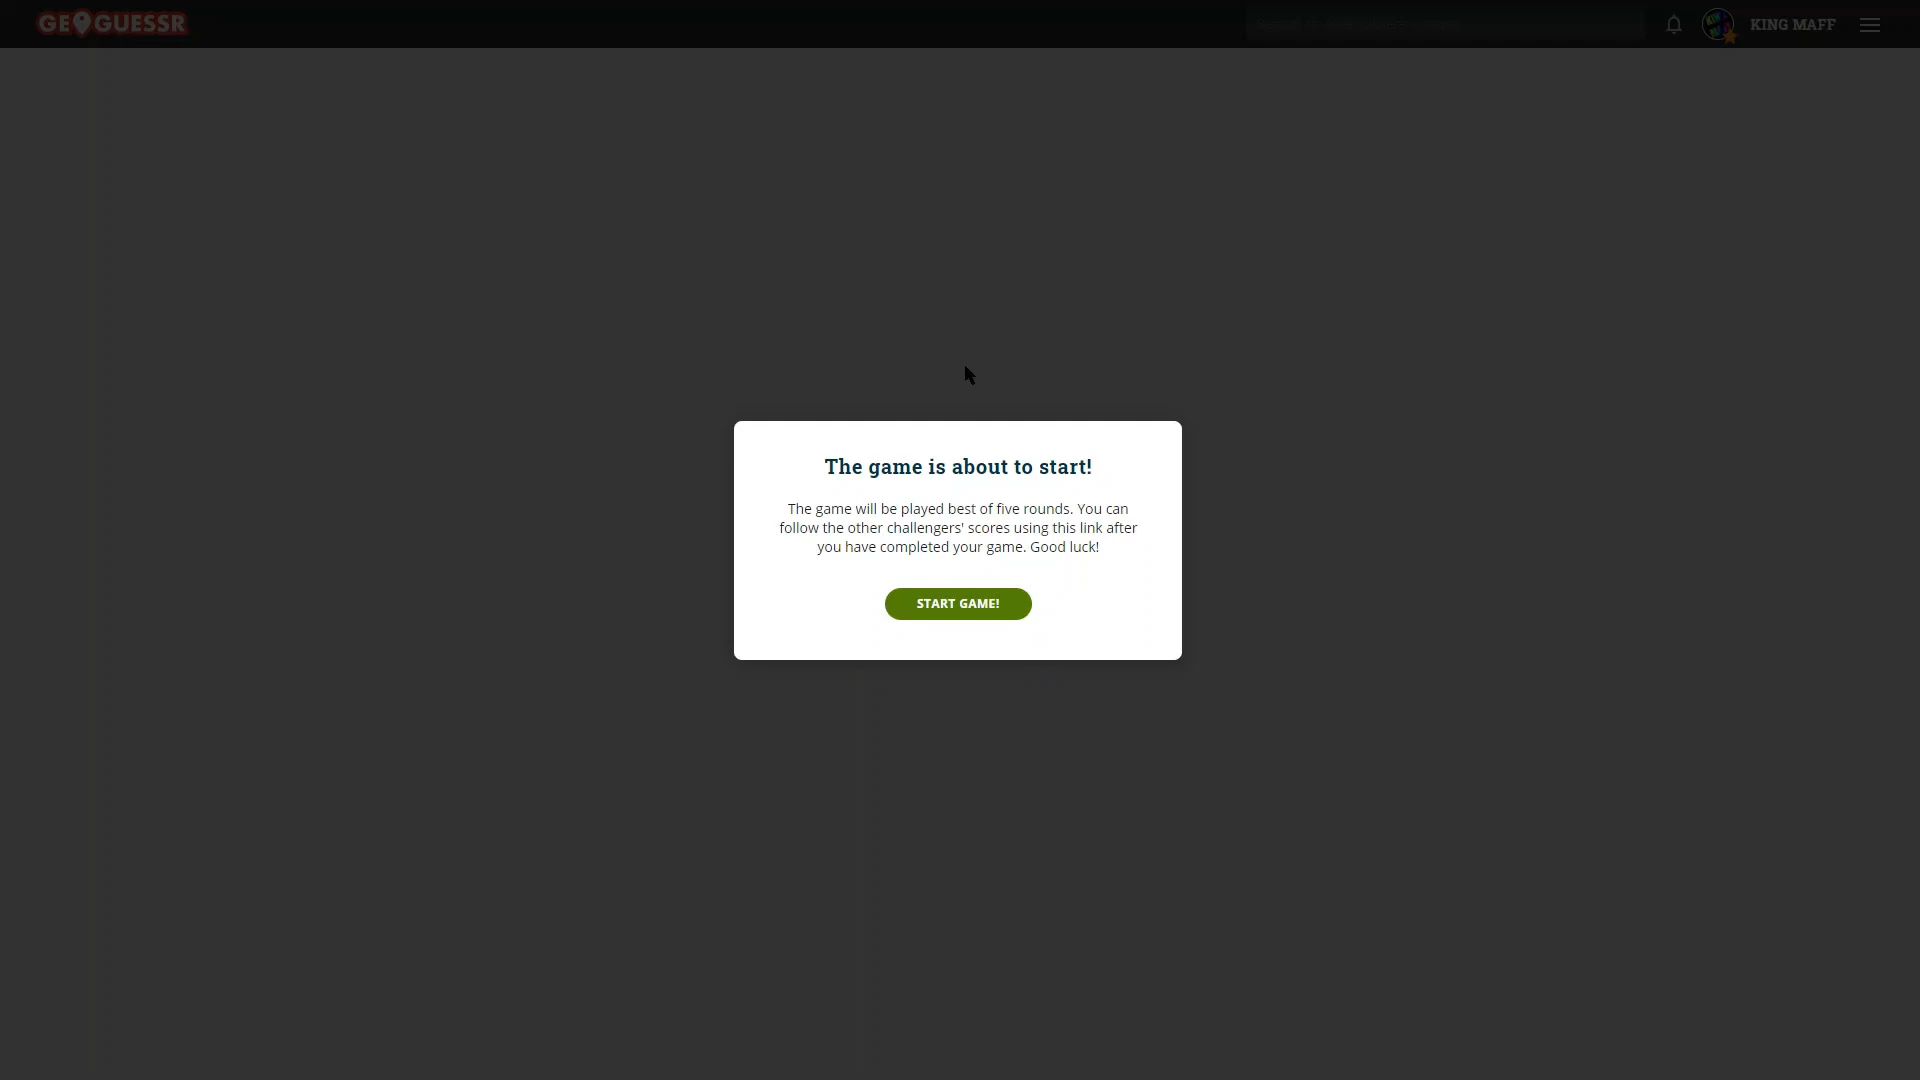 GEOGUESSR
KING MAFF
The game is about to start!
The game will be played best of five rounds. You can
follow the other challengers' scores using this link after
you have completed your game. Good luck!
START GAME!